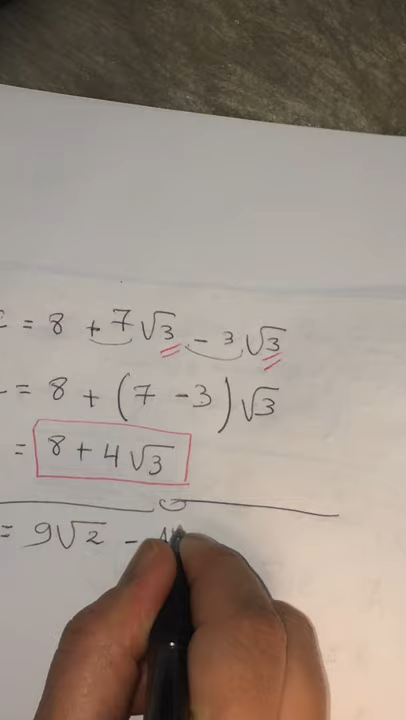 = 8 + 7√3 - 3√3
= 8 + (7 - 3)√3
= 8 + 4√3
= 9√2 -